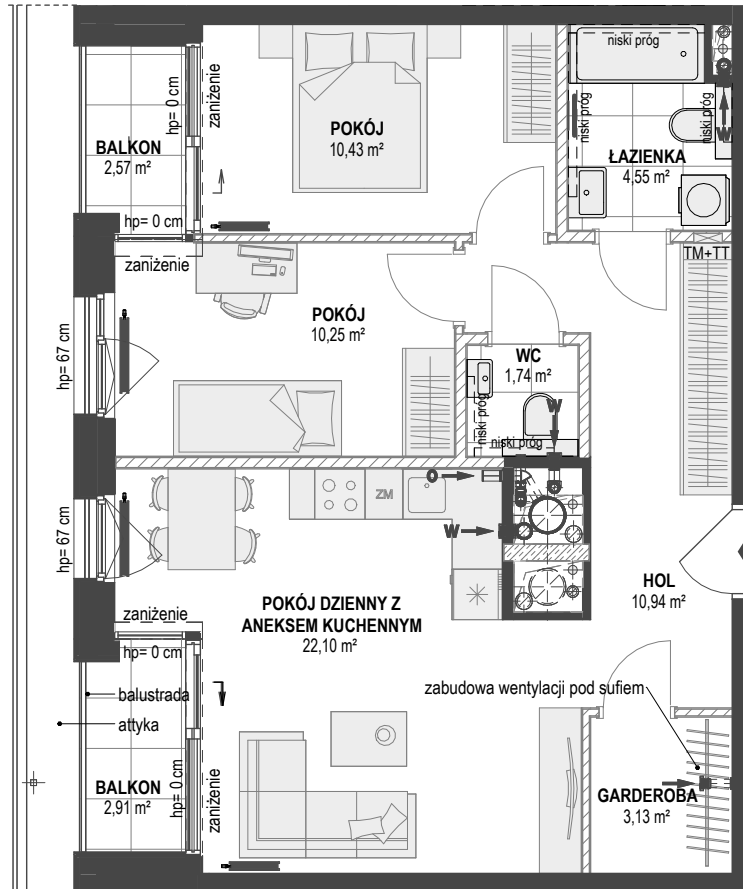 niski próg
hp= 0 cm
zaniżenie
POKÓJ
10,43 m²
niski próg
niski próg
W
BALKON
2,57 m²
ŁAZIENKA
4,55 m²
hp= 0 cm
zaniżenie
TM+TT
POKÓJ
10,25 m²
hp= 67 cm
WC
1,74 m²
niski próg
W
niski próg
O
ZM
W
hp= 67 cm
HOL
10,94 m²
POKÓJ DZIENNY Z
ANEKSEM KUCHENNYM
22,10 m²
zaniżenie
hp= 0 cm
balustrada
zabudowa wentylacji pod sufiem
attyka
hp= 0 cm
zaniżenie
BALKON
2,91 m²
GARDEROBA
3,13 m²